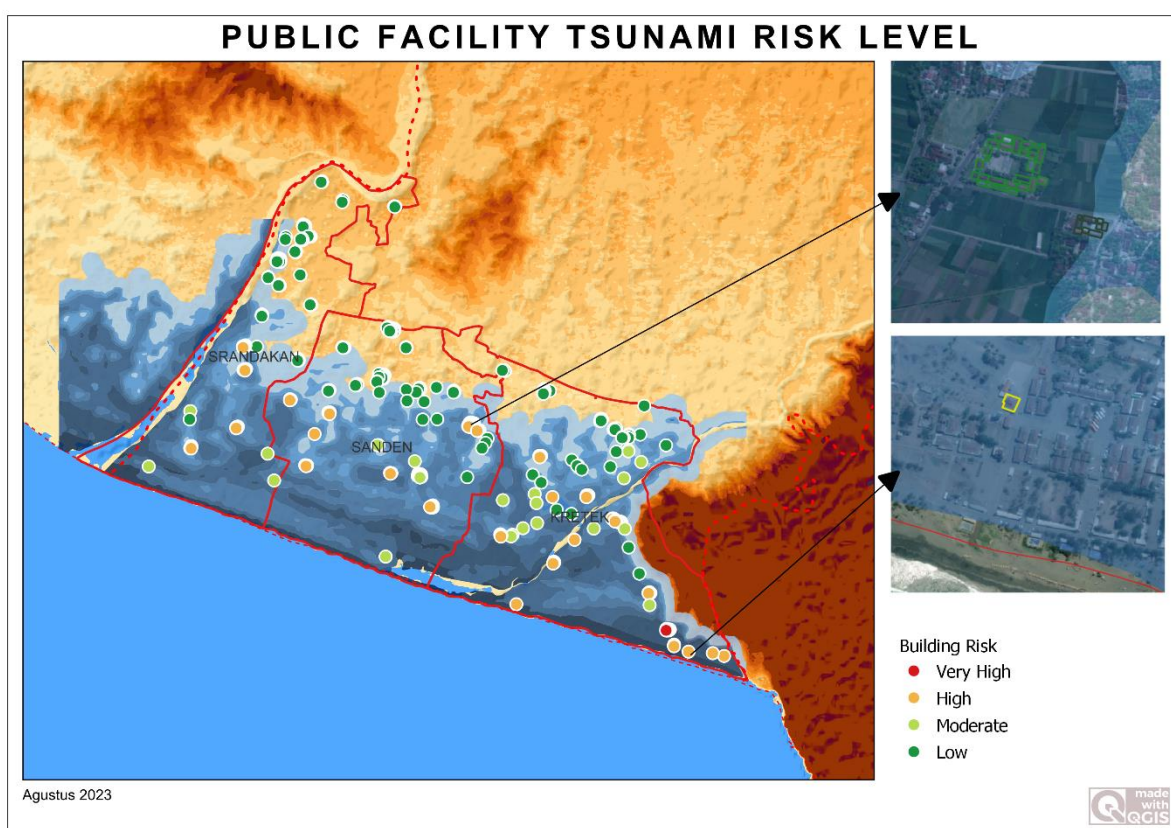 PUBLIC FACILITY TSUNAMI RISK LEVEL
SRANDAKAN
SANDEN
KRETEK
Building Risk
Very High
High
Moderate
Low
Agustus 2023
made
with
QGIS